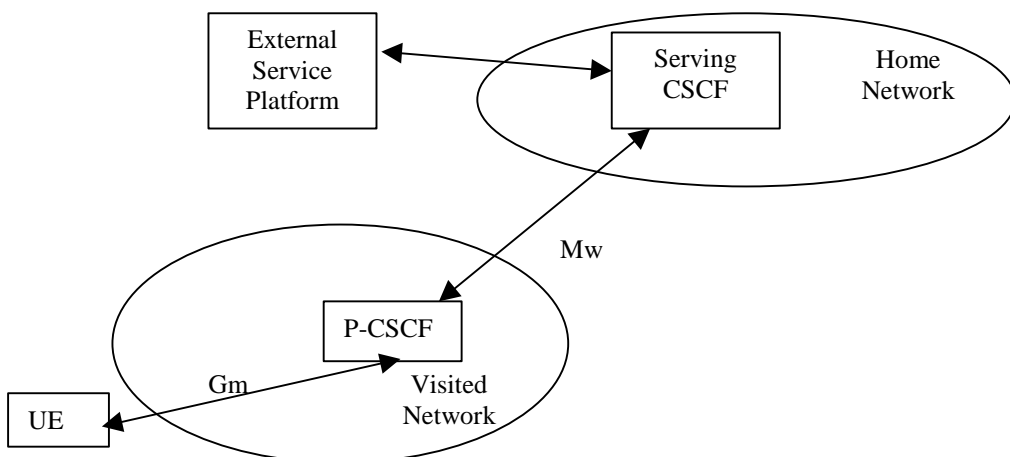 External
Service
Platform
Serving
CSCF
Home
Network
Mw
P-CSCF
Gm
Visited
Network
UE